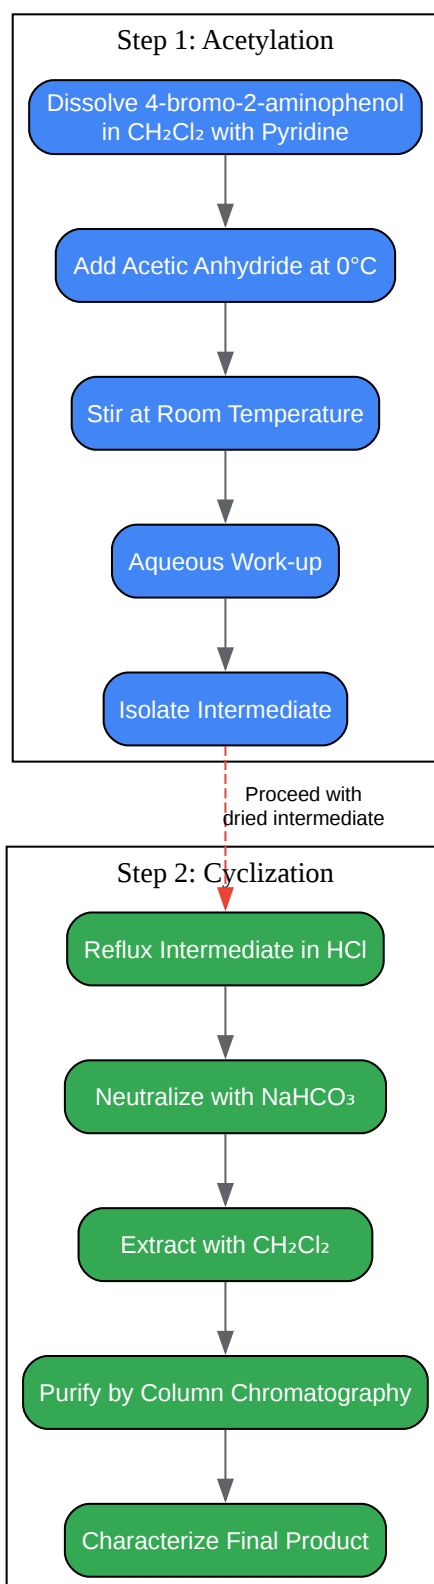 Step 1: Acetylation
Dissolve 4-bromo-2-aminophenol
in CH₂Cl₂ with Pyridine
Add Acetic Anhydride at 0°C
Stir at Room Temperature
Aqueous Work-up
Isolate Intermediate
Proceed with
dried intermediate
Step 2: Cyclization
Reflux Intermediate in HCl
Neutralize with NaHCO₃
Extract with CH₂Cl₂
Purify by Column Chromatography
Characterize Final Product